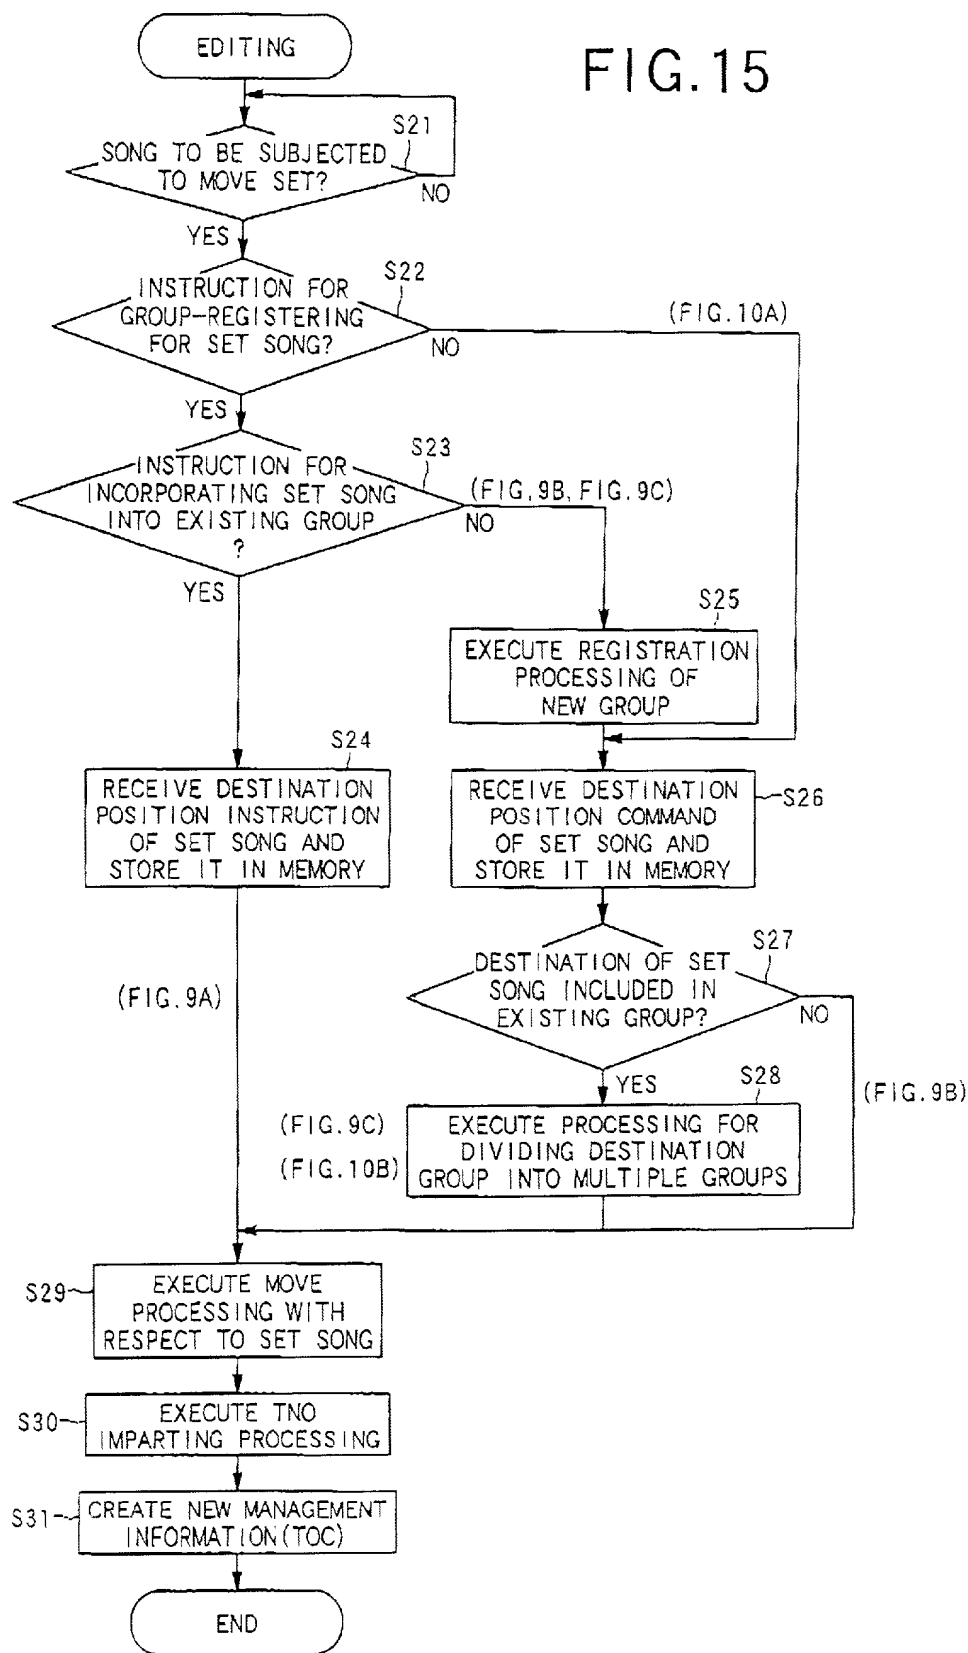 EDITING
FIG.15
S21
SONG TO BE SUBJECTED
TO MOVE SET?
NO
YES
S22
INSTRUCTION FOR
GROUP-REGISTERING
FOR SET SONG?
(FIG.10A)
NO
YES
S23
INSTRUCTION FOR
INCORPORATING SET SONG
INTO EXISTING GROUP
?
(FIG.9B, FIG.9C)
NO
YES
S25
EXECUTE REGISTRATION
PROCESSING OF
NEW GROUP
S24
RECEIVE DESTINATION
POSITION INSTRUCTION
OF SET SONG AND
STORE IT IN MEMORY
S26
RECEIVE DESTINATION
POSITION COMMAND
OF SET SONG AND
STORE IT IN MEMORY
S27
DESTINATION OF SET
SONG INCLUDED IN
EXISTING GROUP?
NO
(FIG.9A)
YES
S28
(FIG.9B)
(FIG.9C)
(FIG.10B)
EXECUTE PROCESSING FOR
DIVIDING DESTINATION
GROUP INTO MULTIPLE GROUPS
S29
EXECUTE MOVE
PROCESSING WITH
RESPECT TO SET SONG
S30
EXECUTE TNO
IMPARTING PROCESSING
S31
CREATE NEW MANAGEMENT
INFORMATION(TOC)
END